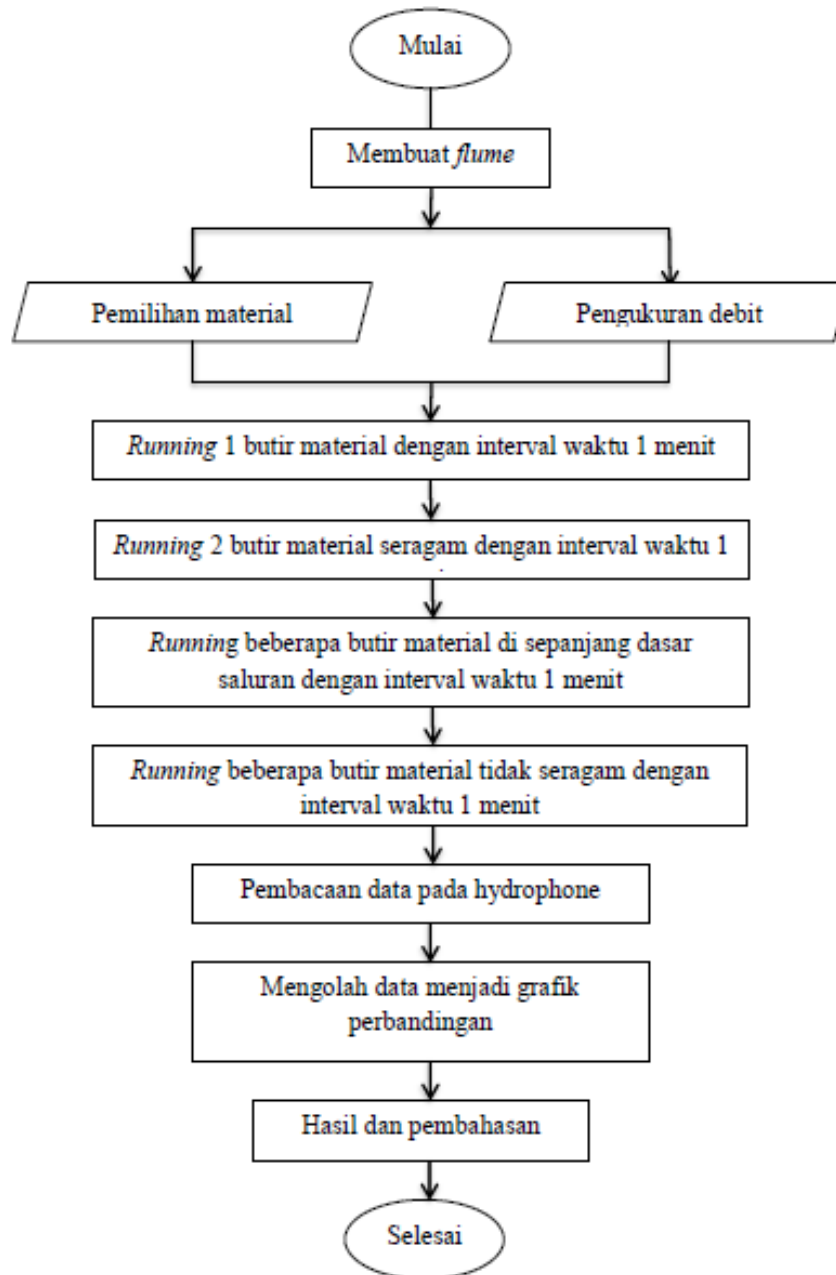 Mulai
Membuat flume
Pemilihan material
Pengukuran debit
Running 1 butir material dengan interval waktu 1 menit
Running 2 butir material seragam dengan interval waktu 1
Running beberapa butir material di sepanjang dasar
saluran dengan interval waktu 1 menit
Running beberapa butir material tidak seragam dengan
interval waktu 1 menit
Pembacaan data pada hydrophone
Mengolah data menjadi grafik
perbandingan
Hasil dan pembahasan
Selesai